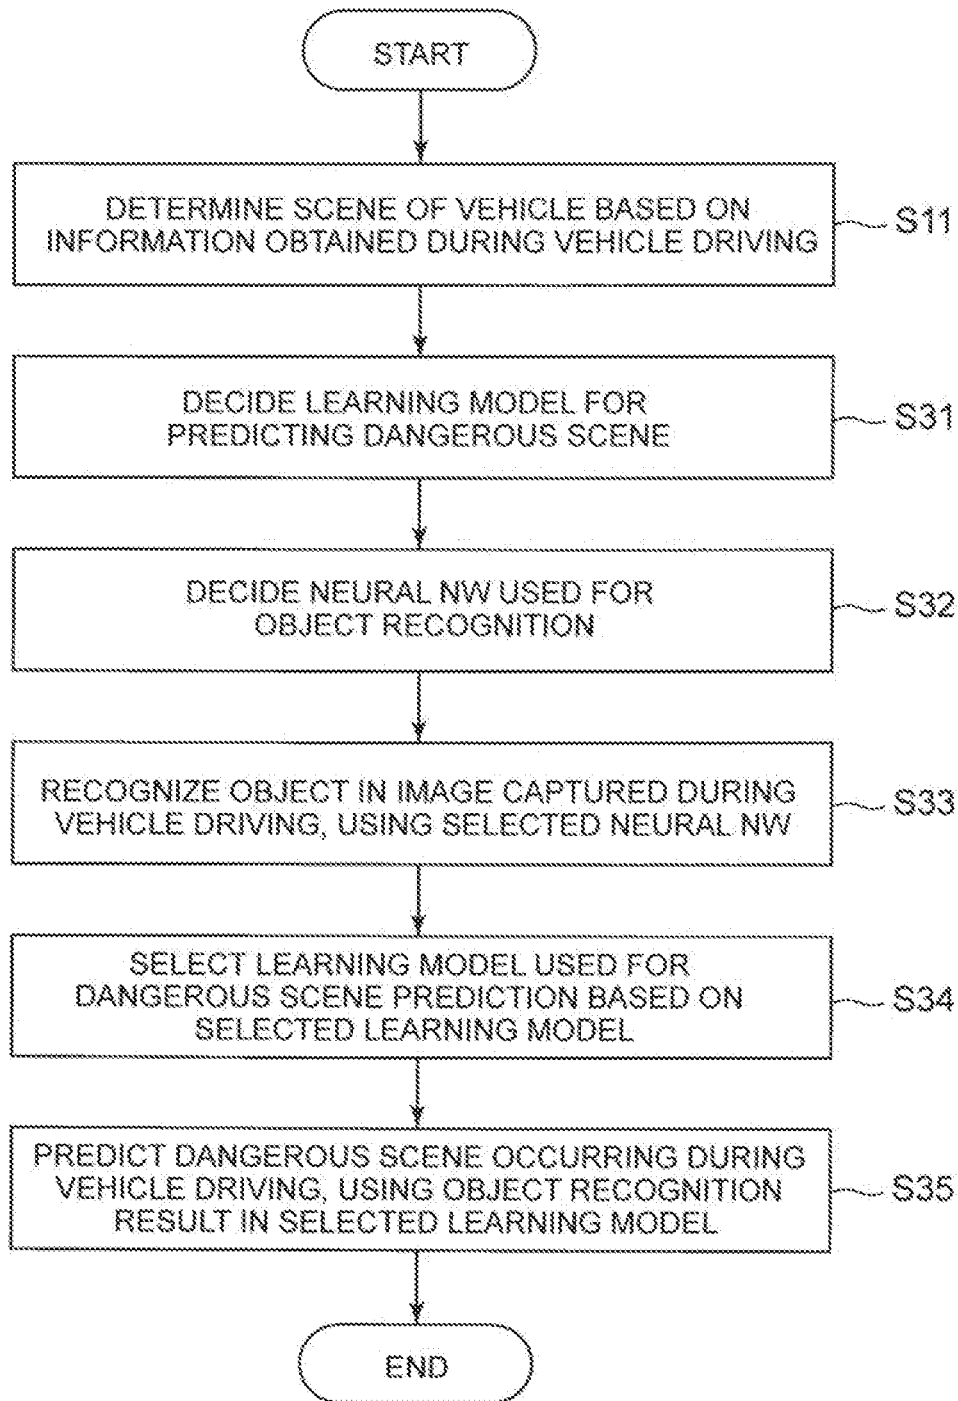 START
DETERMINE SCENE OF VEHICLE BASED ON
INFORMATION OBTAINED DURING VEHICLE DRIVING
S11
DECIDE LEARNING MODEL FOR
PREDICTING DANGEROUS SCENE
S31
DECIDE NEURAL NW USED FOR
OBJECT RECOGNITION
S32
RECOGNIZE OBJECT IN IMAGE CAPTURED DURING
VEHICLE DRIVING, USING SELECTED NEURAL NW
S33
SELECT LEARNING MODEL USED FOR
DANGEROUS SCENE PREDICTION BASED ON
SELECTED LEARNING MODEL
S34
PREDICT DANGEROUS SCENE OCCURRING DURING
VEHICLE DRIVING, USING OBJECT RECOGNITION
RESULT IN SELECTED LEARNING MODEL
S35
END